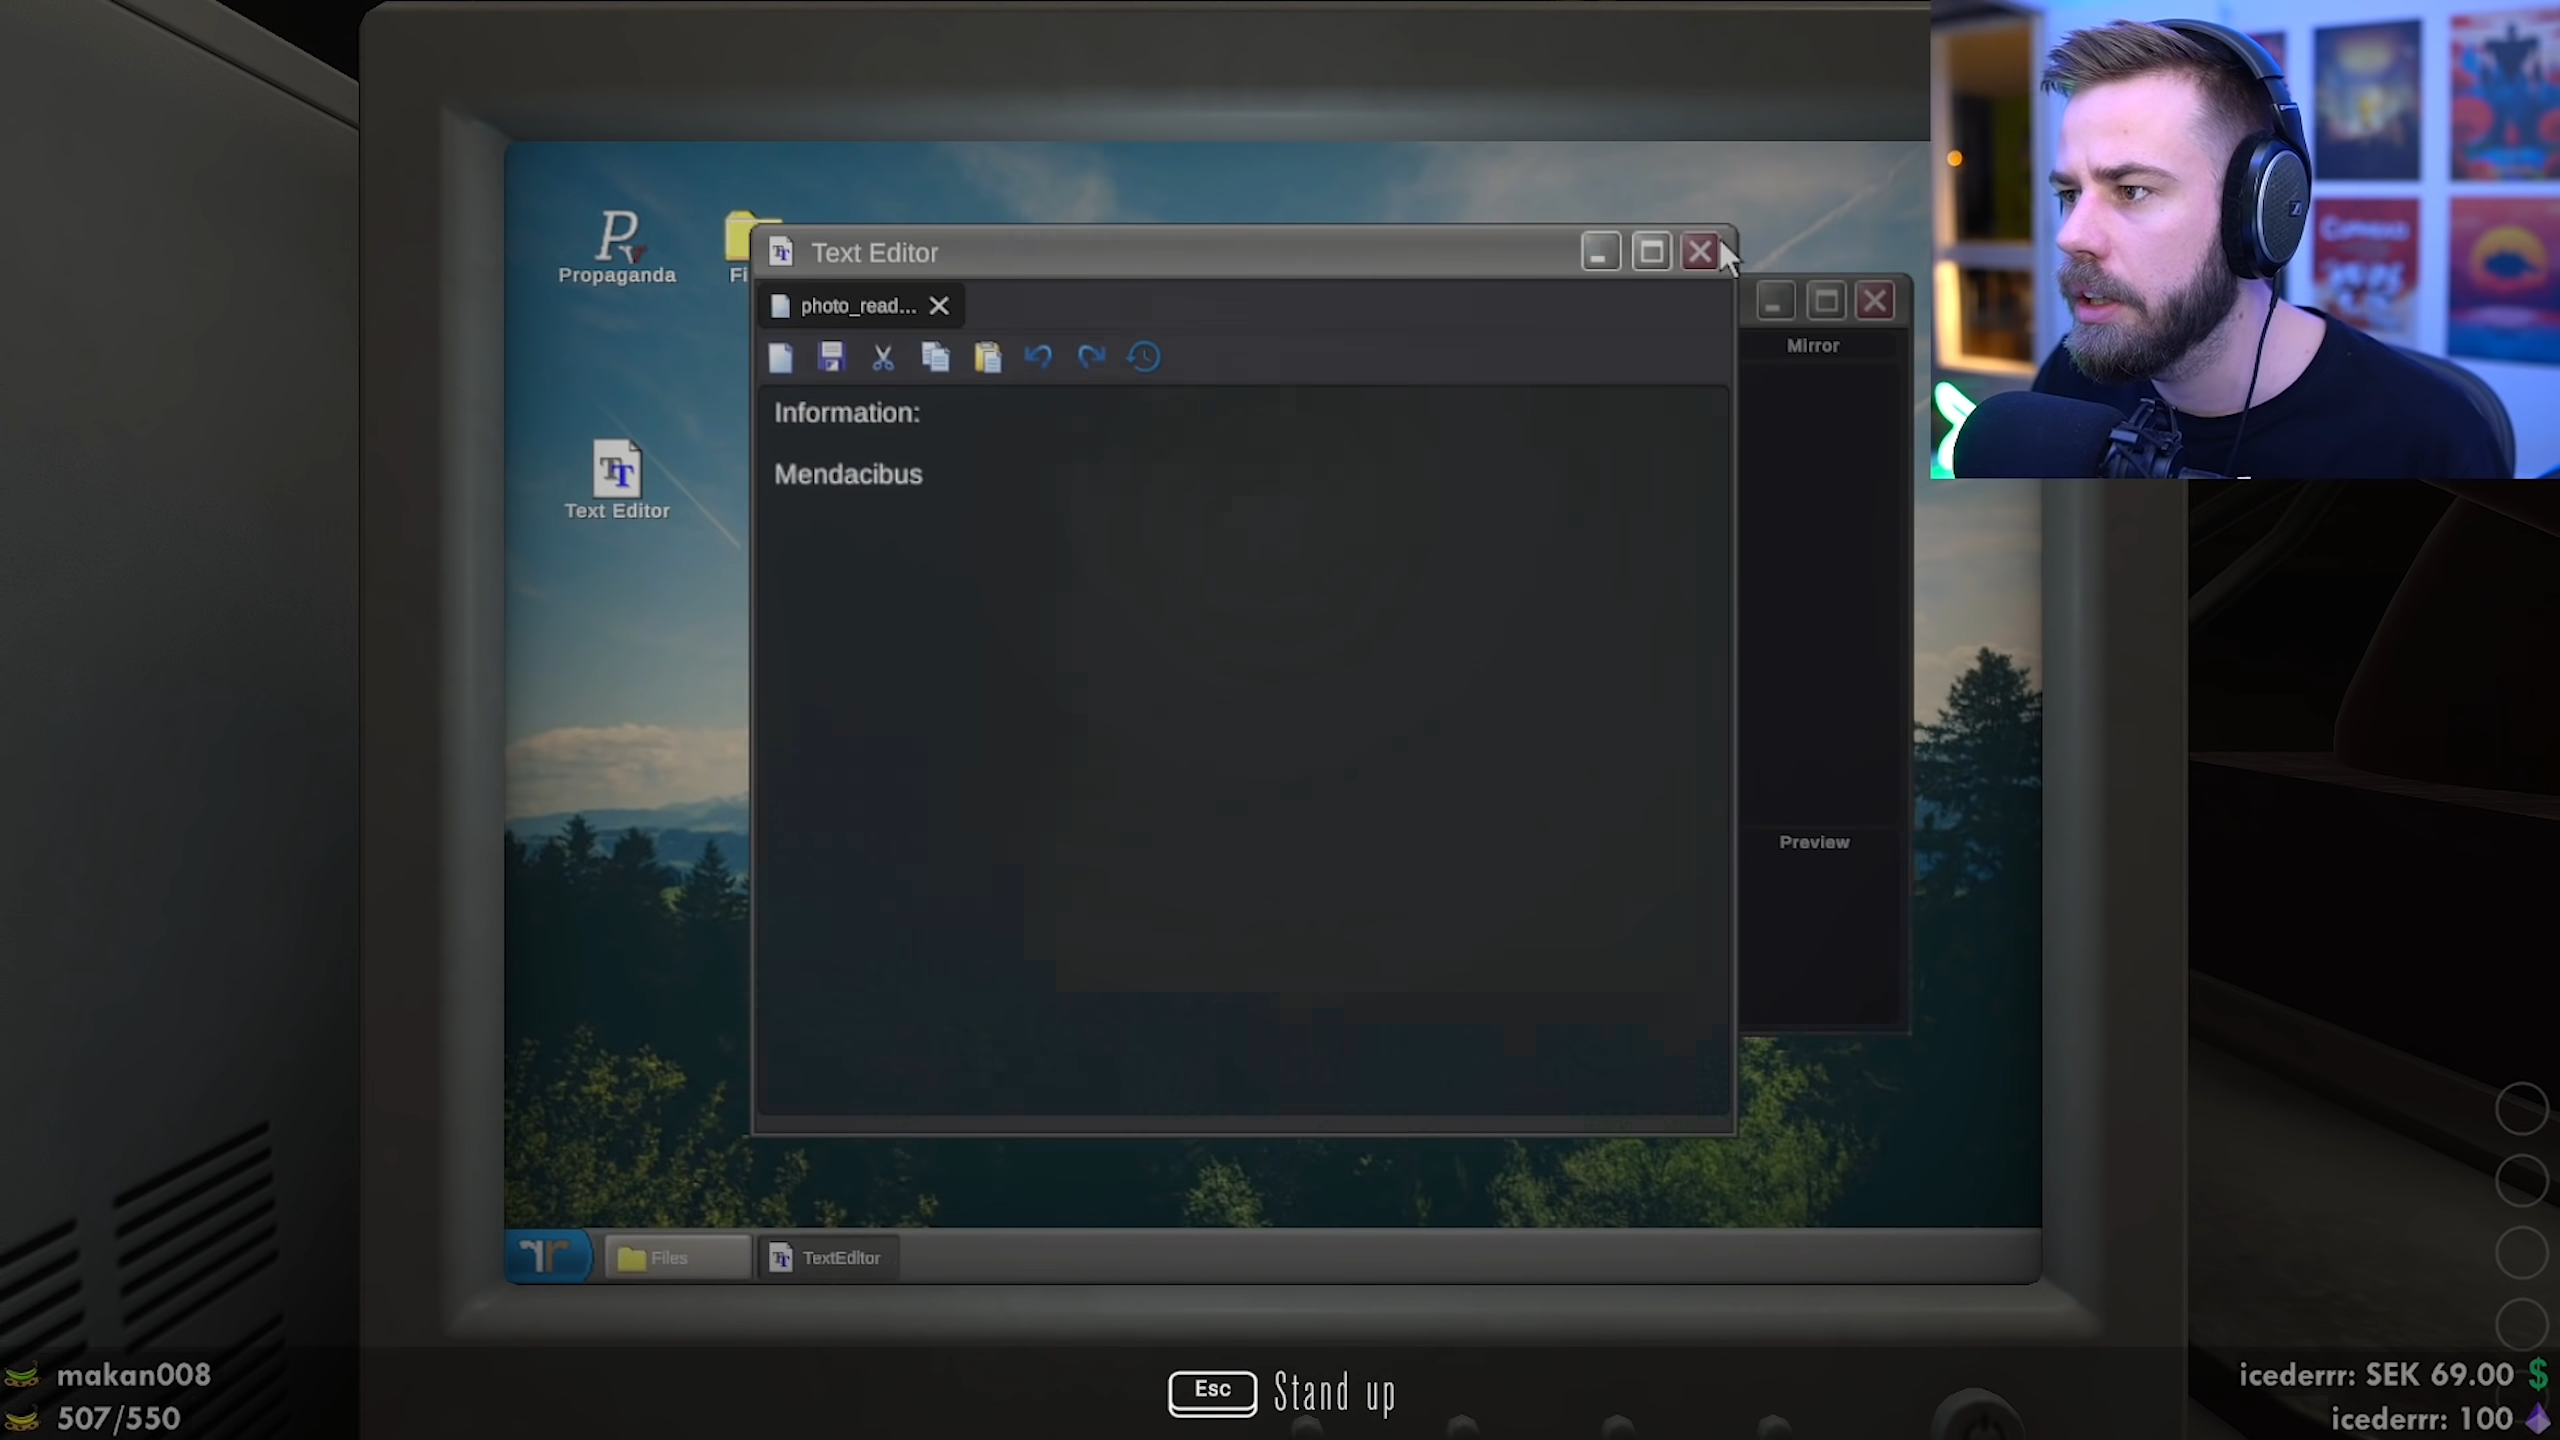 Propaganda
Fi
Text Editor
photo_read...
Mirror
Information:
Mendacibus
Text Editor
Preview
Files
TextEditor
makan008
507/550
Esc
Stand up
icederrr: SEK 69.00 $
icederrr: 100